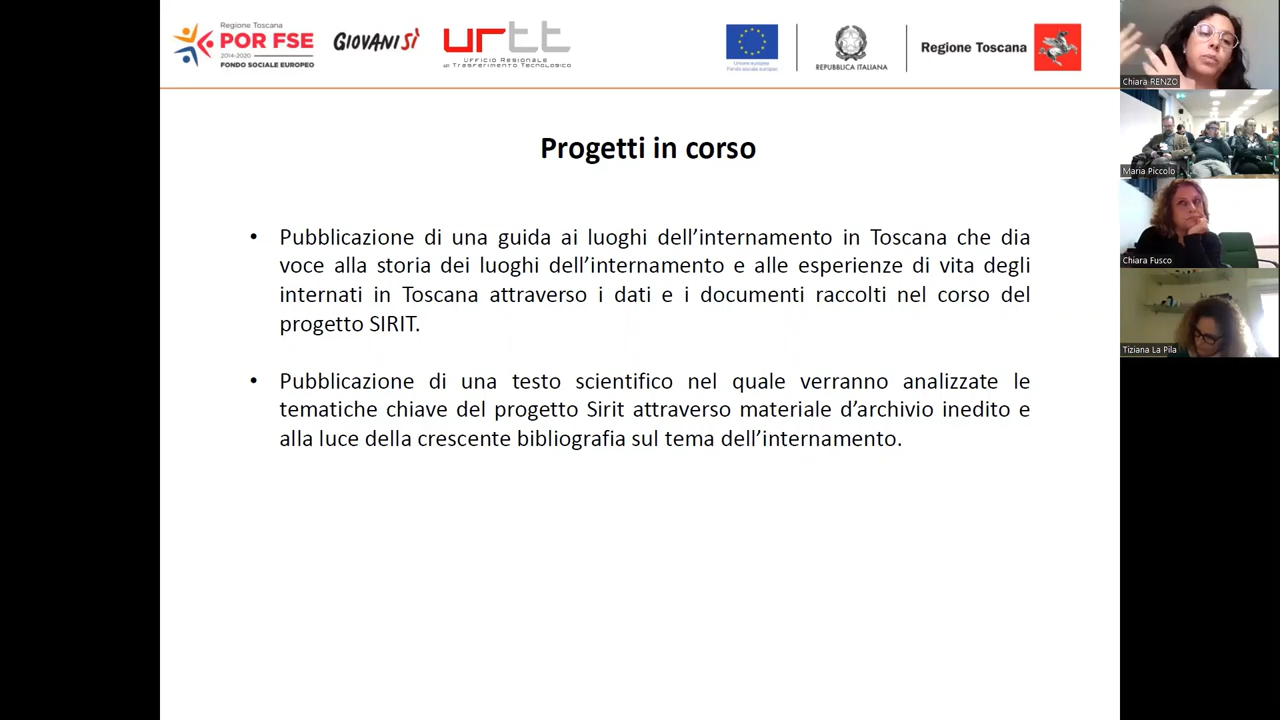 Regione Toscana
POR FSE
2014-2020
FONDO SOCIALE EUROPEO
GIOVANISÌ
urtt
Ufficio Regionale
di Trasferimento Tecnologico
Unione europea
Fondo sociale europeo
REPUBBLICA ITALIANA
Regione Toscana
Progetti in corso
• Pubblicazione di una guida ai luoghi dell’internamento in Toscana che dia
voce alla storia dei luoghi dell’internamento e alle esperienze di vita degli
internati in Toscana attraverso i dati e i documenti raccolti nel corso del
progetto SIRIT.
• Pubblicazione di una testo scientifico nel quale verranno analizzate le
tematiche chiave del progetto Sirit attraverso materiale d’archivio inedito e
alla luce della crescente bibliografia sul tema dell’internamento.
Chiara RENZO
Maria Piccolo
Chiara Fusco
Tiziana La Pila